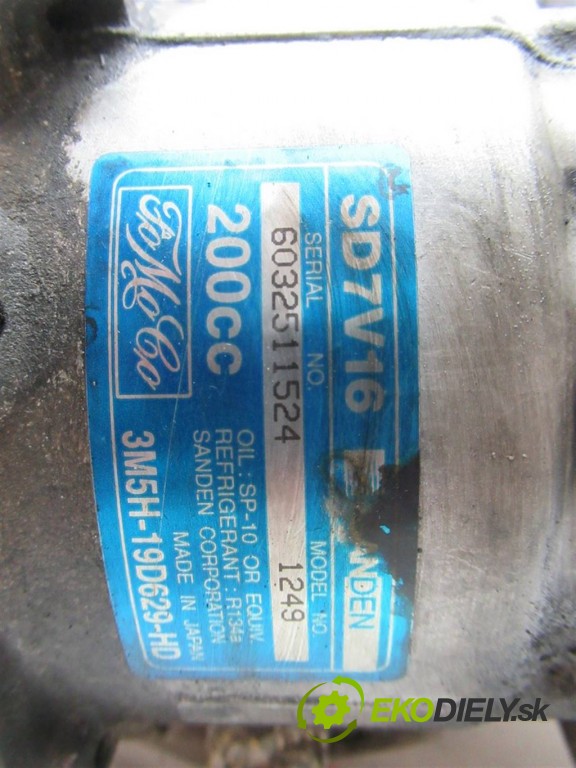 SD7V16
SANDEN
SERIAL NO.
MODEL NO.
6032511524
1249
200cc
OIL : SP-10 OR EQUIV.
REFRIGERANT : R134a
SANDEN CORPORATION
MADE IN JAPAN
FoMoCo
3M5H-19D629-HD
EKODIELY.sk